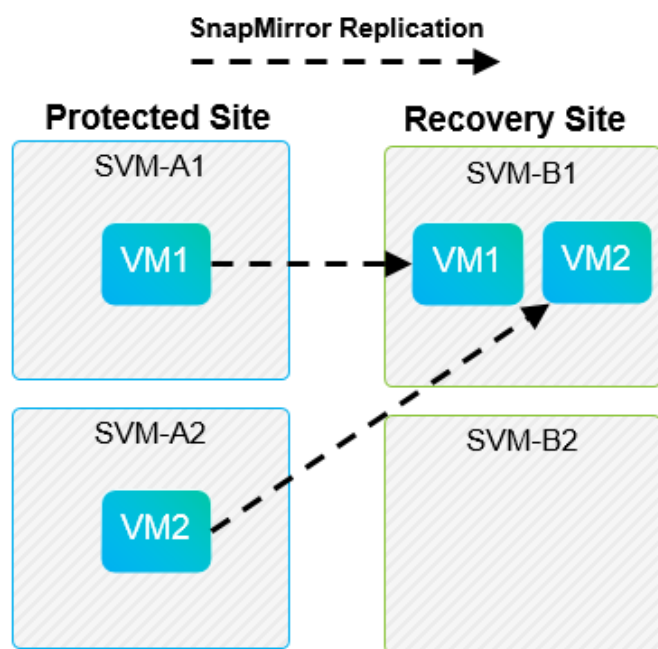 SnapMirror Replication
Protected Site
Recovery Site
SVM-A1
SVM-B1
VM1
VM1
VM2
SVM-A2
SVM-B2
VM2